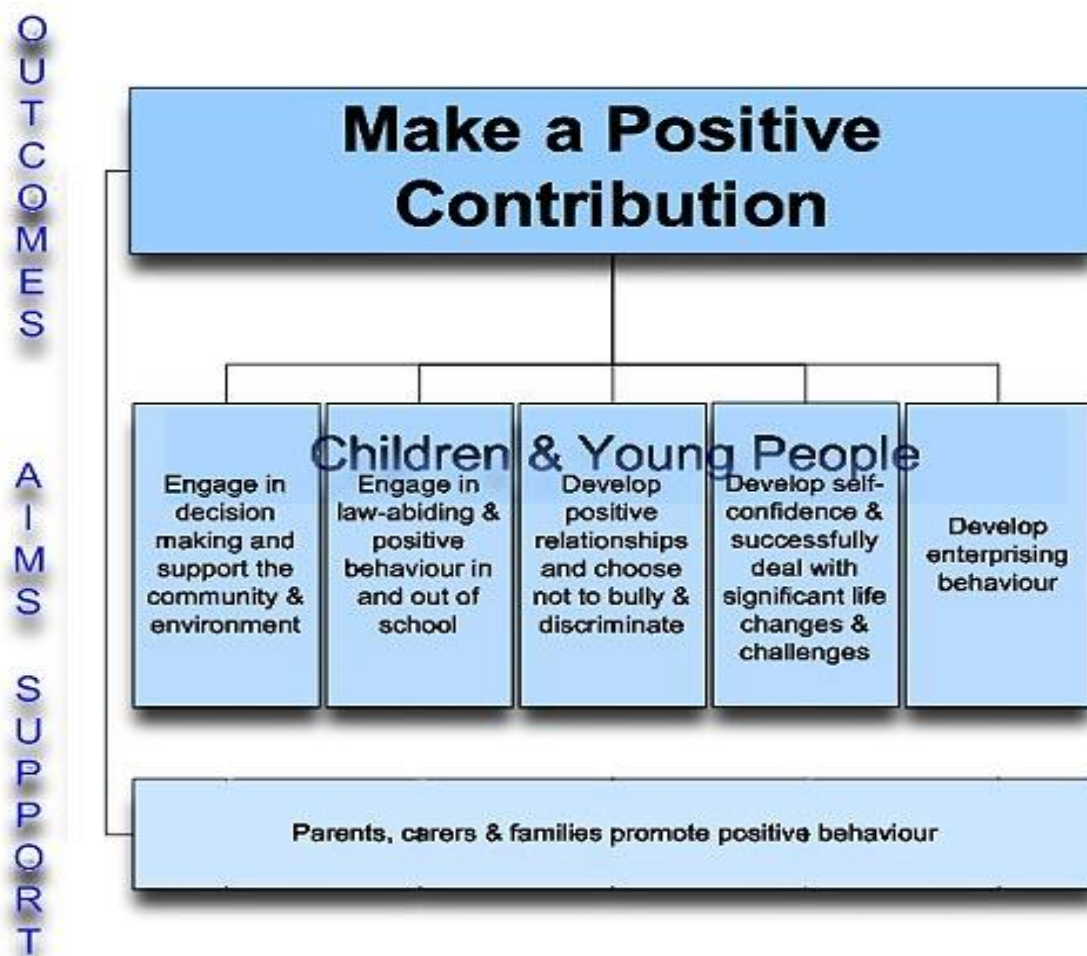 OUTCOMES
AIMS
SUPPORT
Make a Positive
Contribution
Children & Young People
Engage in
decision
making and
support the
community &
environment
Engage in
law-abiding &
positive
behaviour in
and out of
school
Develop
positive
relationships
and choose
not to bully &
discriminate
Develop self-
confidence &
successfully
deal with
significant life
changes &
challenges
Develop
enterprising
behaviour
Parents, carers & families promote positive behaviour